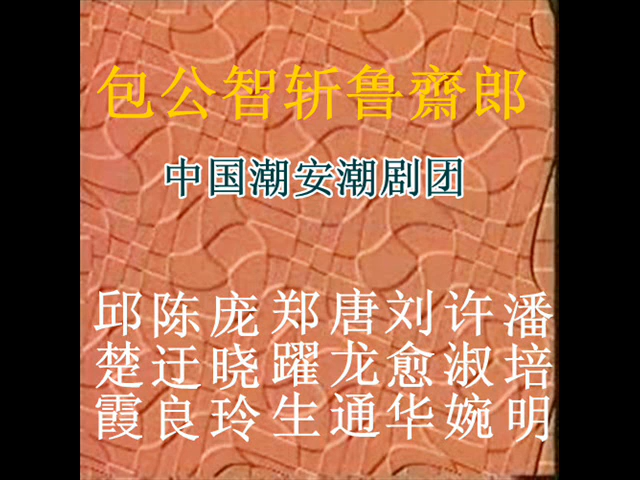 包公智斩鲁齋郎
中国潮安潮剧团
邱楚霞
陈迂良
庞晓玲
郑躍生
唐龙通
刘愈华
许淑婉
潘培明